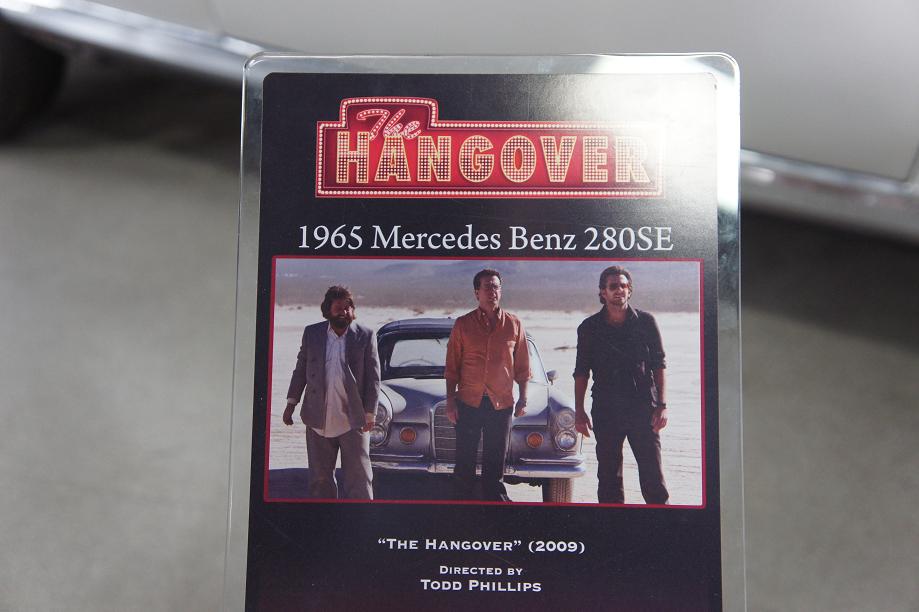 The
HANGOVER
1965 Mercedes Benz 280SE
“The Hangover” (2009)
Directed by
Todd Phillips